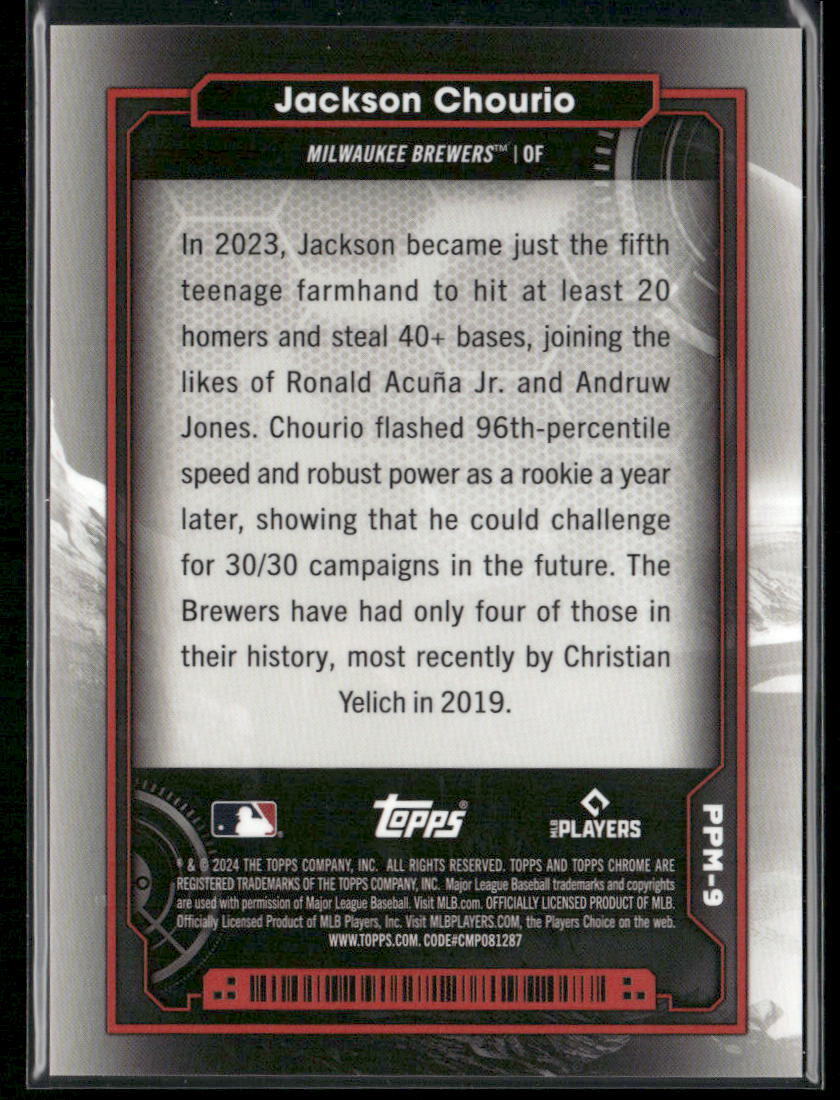 Jackson Chourio
MILWAUKEE BREWERS™ | OF
In 2023, Jackson became just the fifth
teenage farmhand to hit at least 20
homers and steal 40+ bases, joining the
likes of Ronald Acuña Jr. and Andruw
Jones. Chourio flashed 96th-percentile
speed and robust power as a rookie a year
later, showing that he could challenge
for 30/30 campaigns in the future. The
Brewers have had only four of those in
their history, most recently by Christian
Yelich in 2019.
topps®
MLB PLAYERS
PPM-9
® & © 2024 THE TOPPS COMPANY, INC. ALL RIGHTS RESERVED. TOPPS AND TOPPS CHROME ARE
REGISTERED TRADEMARKS OF THE TOPPS COMPANY, INC. Major League Baseball trademarks and copyrights
are used with permission of Major League Baseball. Visit MLB.com. OFFICIALLY LICENSED PRODUCT OF MLB.
Officially Licensed Product of MLB Players, Inc. Visit MLBPLAYERS.COM, the Players Choice on the web.
WWW.TOPPS.COM. CODE#CMP081287